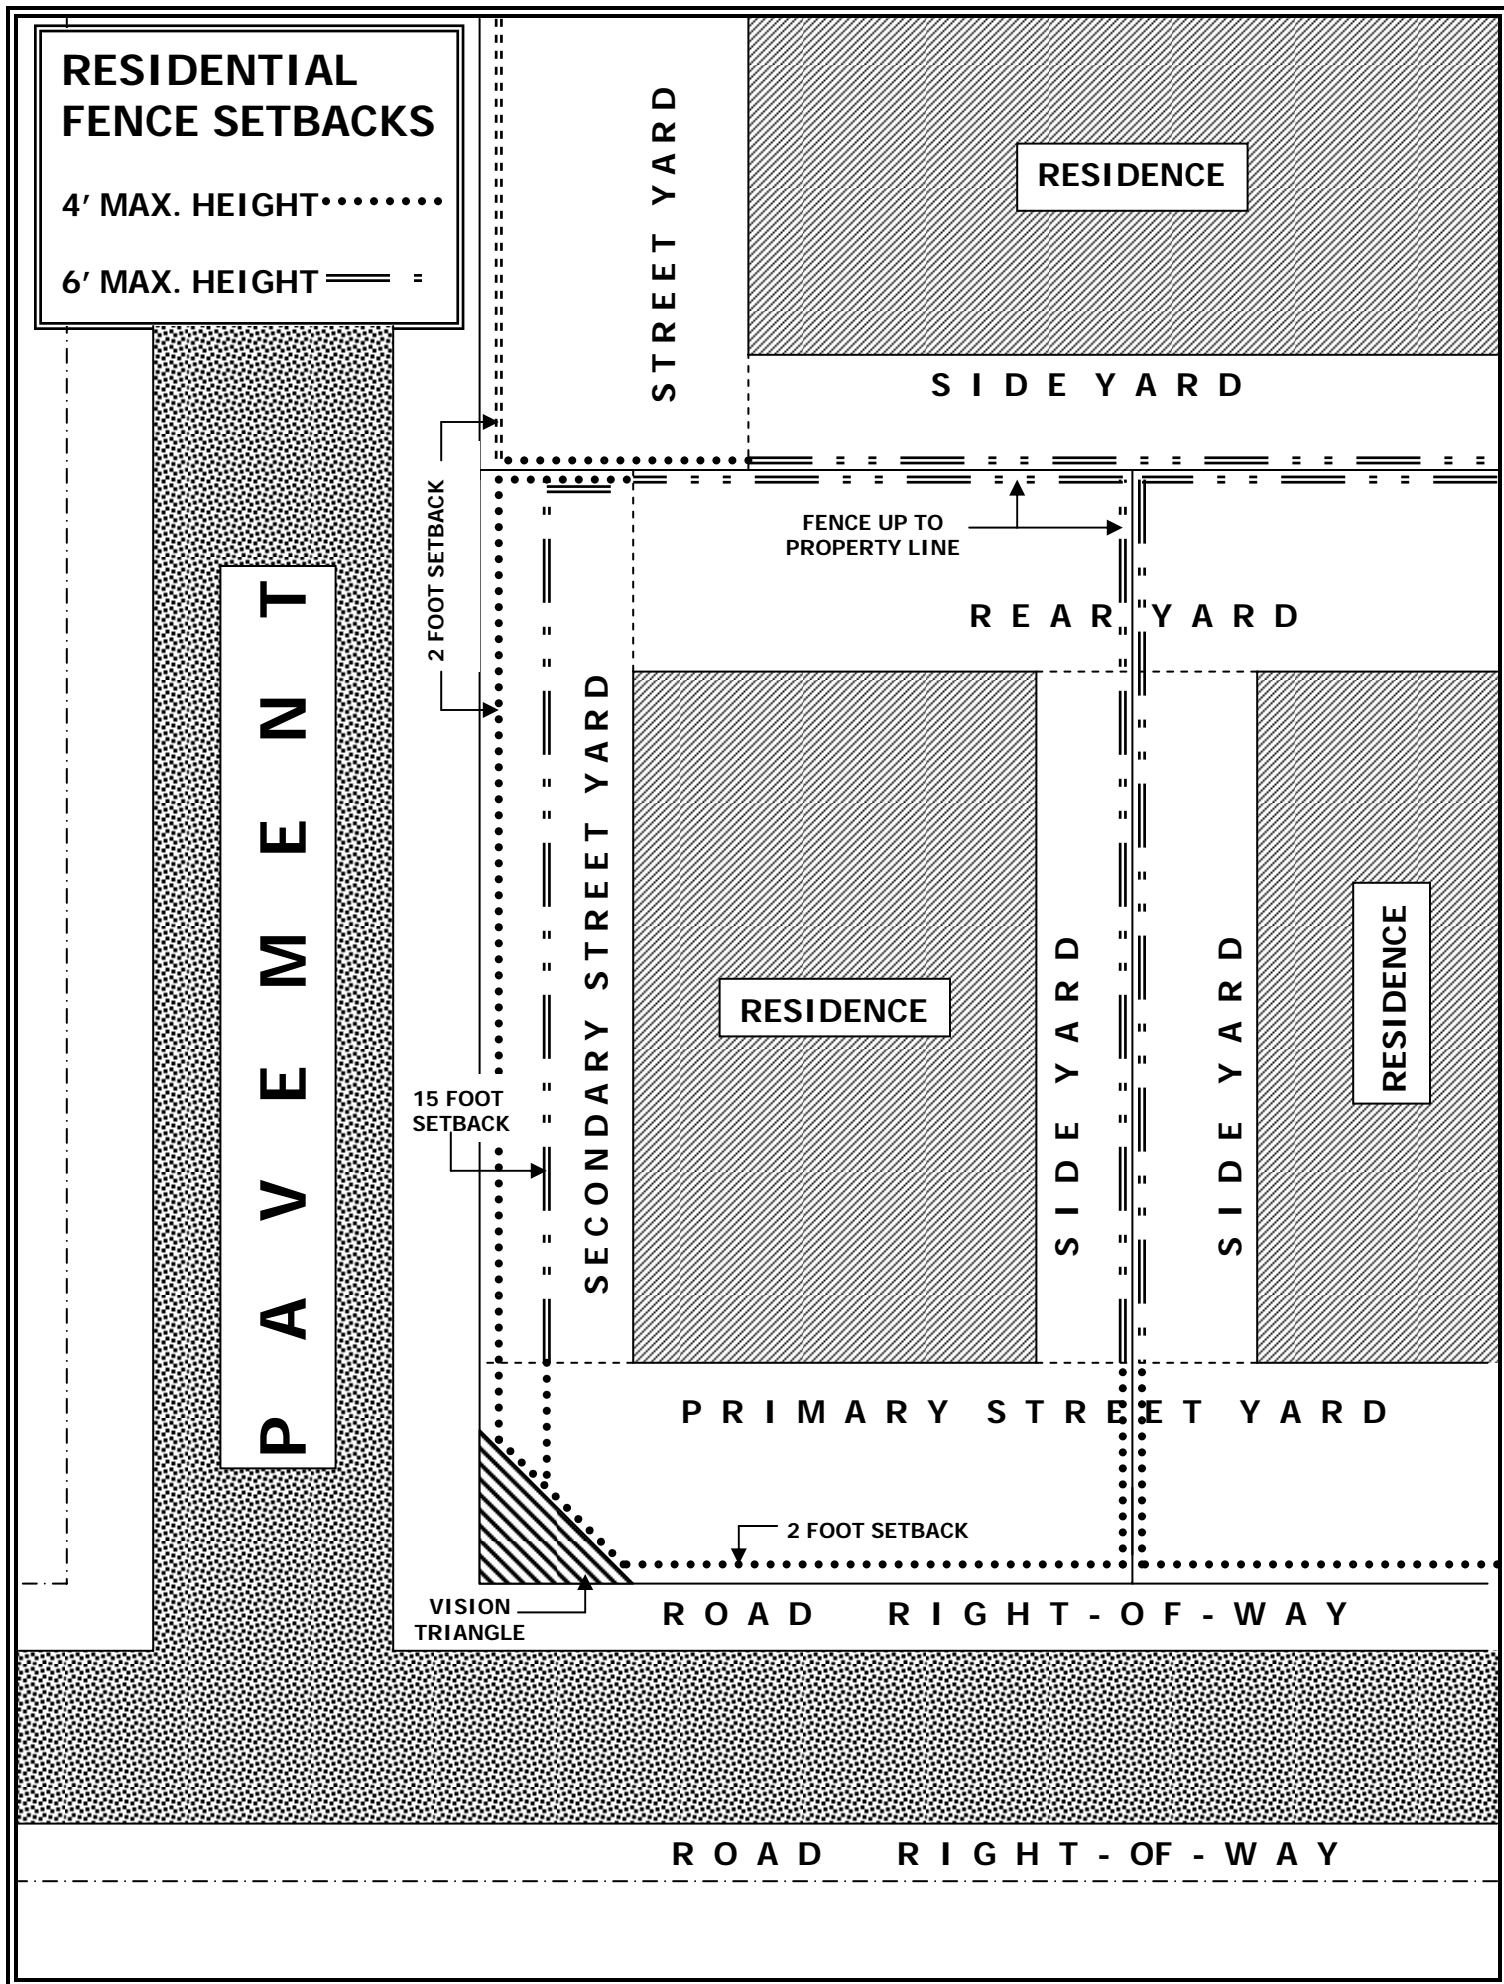 RESIDENTIAL
FENCE SETBACKS
4' MAX. HEIGHT
6' MAX. HEIGHT
STREET YARD
RESIDENCE
SIDE YARD
2 FOOT SETBACK
FENCE UP TO
PROPERTY LINE
REAR YARD
PAVEMENT
SECONDARY STREET YARD
RESIDENCE
SIDE YARD
SIDE YARD
RESIDENCE
15 FOOT
SETBACK
PRIMARY STREET YARD
2 FOOT SETBACK
VISION
TRIANGLE
ROAD RIGHT-OF-WAY
ROAD RIGHT-OF-WAY